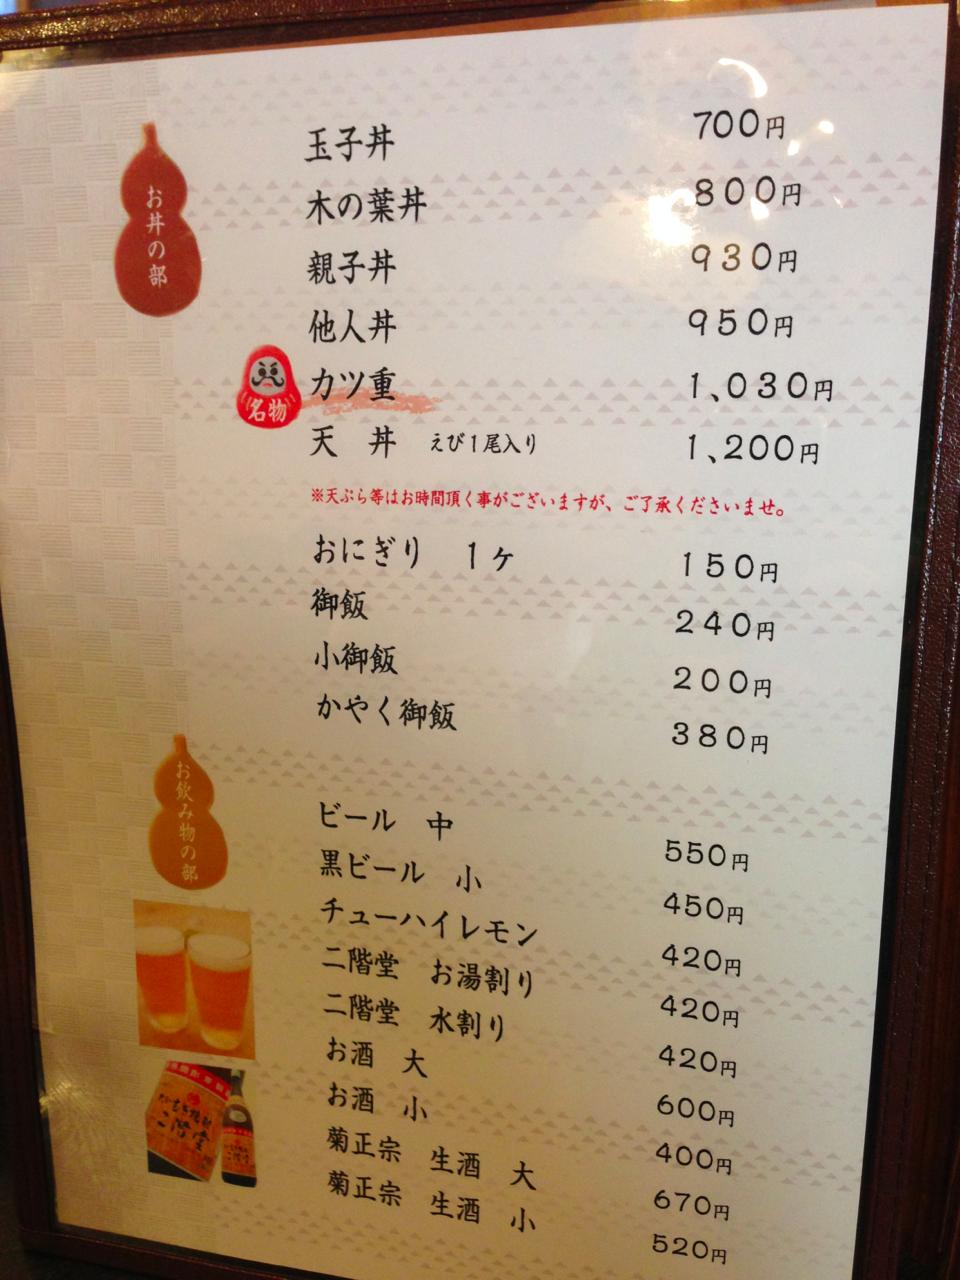 お丼の部
玉子丼 700円
木の葉丼 800円
親子丼 930円
他人丼 950円
名物 カツ重 1、030円
天 丼 えび1尾入り 1、200円
※天ぷら等はお時間頂く事がございますが、ご了承くださいませ。
おにぎり 1ヶ 150円
御飯 240円
小御飯 200円
かやく御飯 380円
お飲み物の部
ビール 中 550円
黒ビール 小 450円
チューハイレモン 420円
二階堂 お湯割り 420円
二階堂 水割り 420円
お酒 大 600円
お酒 小 400円
菊正宗 生酒 大 670円
菊正宗 生酒 小 520円
二階堂